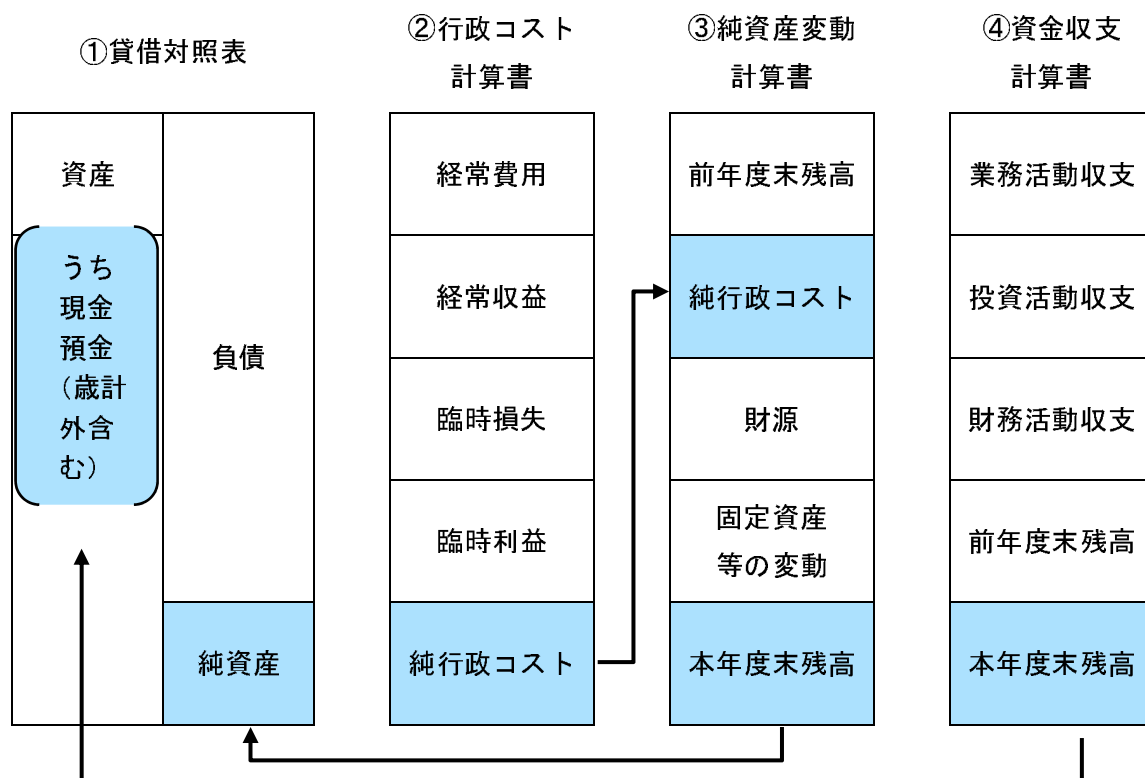 ①貸借対照表
資産
うち
現金
預金
（歳計
外含
む）
負債
純資産
②行政コスト
計算書
経常費用
経常収益
臨時損失
臨時利益
純行政コスト
③純資産変動
計算書
前年度末残高
純行政コスト
財源
固定資産
等の変動
本年度末残高
④資金収支
計算書
業務活動収支
投資活動収支
財務活動収支
前年度末残高
本年度末残高